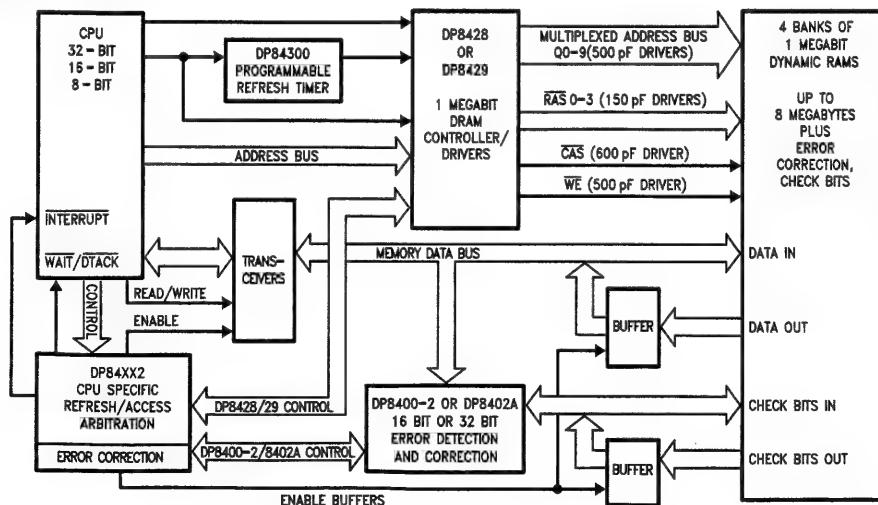 CPU
32-BIT
16-BIT
8-BIT
INTERRUPT
WAIT/DTACK
DP84300
PROGRAMMABLE
REFRESH TIMER
ADDRESS BUS
DP8428
OR
DP8429
1 MEGABIT
DRAM
CONTROLLER/
DRIVERS
MULTIPLEXED ADDRESS BUS
Q0-9(500 pF DRIVERS)
RAS 0-3 (150 pF DRIVERS)
CAS (600 pF DRIVER)
WE (500 pF DRIVER)
4 BANKS OF
1 MEGABIT
DYNAMIC RAMS
UP TO
8 MEGABYTES
PLUS
ERROR
CORRECTION,
CHECK BITS
DATA IN
DATA OUT
CHECK BITS IN
CHECK BITS OUT
TRANS-
CEIVERS
MEMORY DATA BUS
CONTROL
READ/WRITE
ENABLE
BUFFER
DP84XX2
CPU SPECIFIC
REFRESH/ACCESS
ARBITRATION
ERROR CORRECTION
DP8428/29 CONTROL
DP8400-2/8402A CONTROL
DP8400-2 OR DP8402A
16 BIT OR 32 BIT
ERROR DETECTION
AND CORRECTION
BUFFER
ENABLE BUFFERS